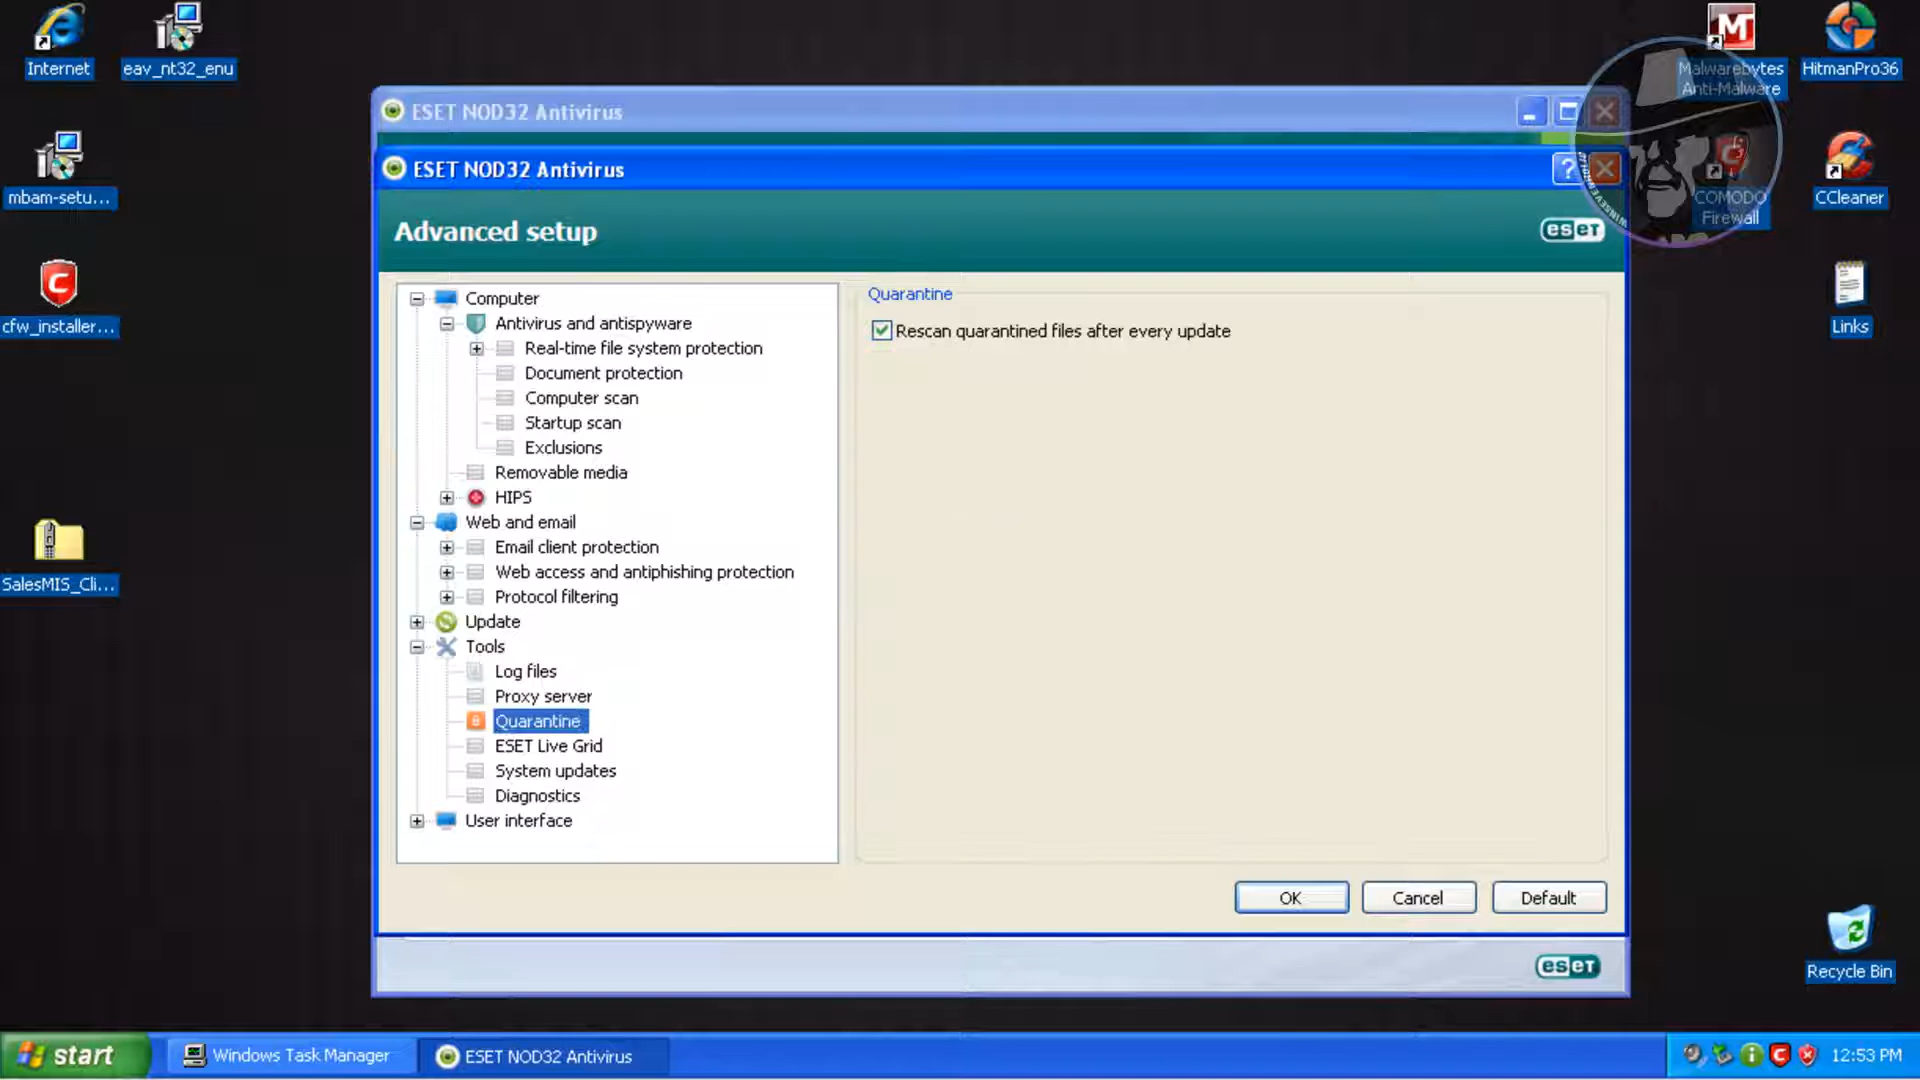 Internet
eav_nt32_enu
mbam-setu...
cfw_installer...
SalesMIS_Cli...
Malwarebytes
Anti-Malware
HitmanPro36
COMODO
Firewall
CCleaner
Links
Recycle Bin
ESET NOD32 Antivirus
ESET NOD32 Antivirus
Advanced setup
eseT
Computer
Antivirus and antispyware
Real-time file system protection
Document protection
Computer scan
Startup scan
Exclusions
Removable media
HIPS
Web and email
Email client protection
Web access and antiphishing protection
Protocol filtering
Update
Tools
Log files
Proxy server
Quarantine
ESET Live Grid
System updates
Diagnostics
User interface
Quarantine
Rescan quarantined files after every update
OK
Cancel
Default
eseT
start
Windows Task Manager
ESET NOD32 Antivirus
12:53 PM